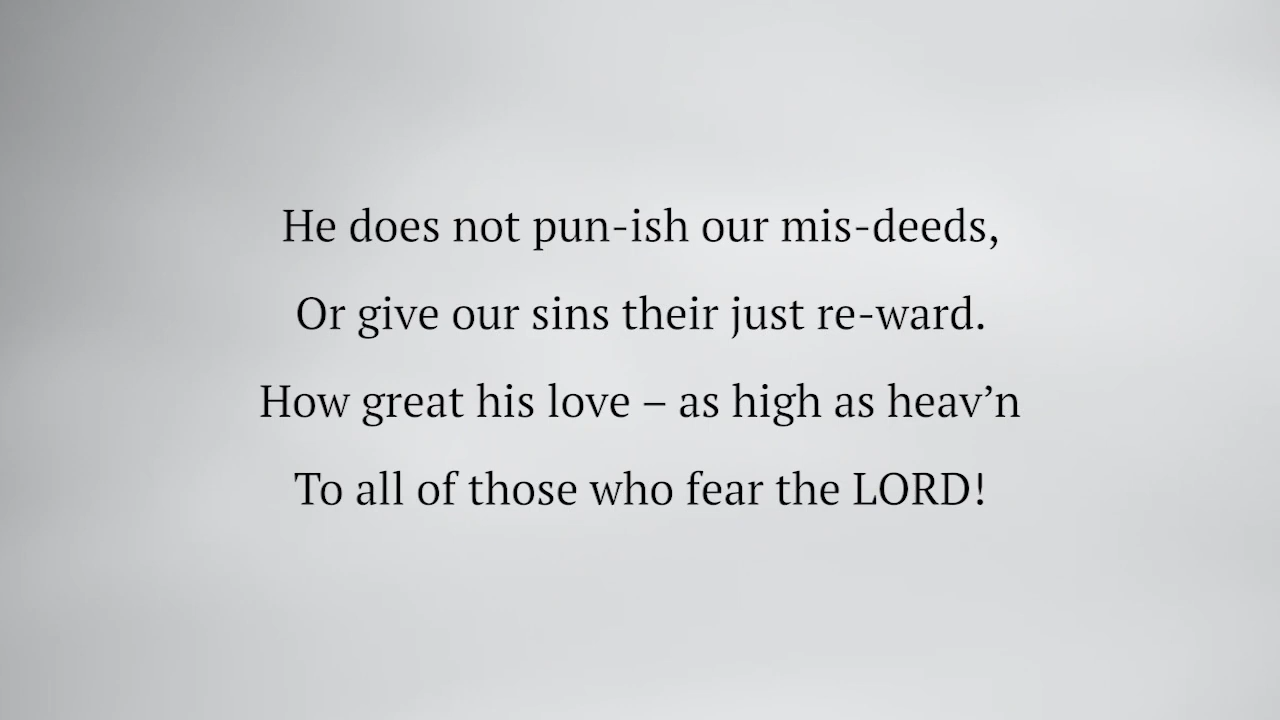 He does not pun-ish our mis-deeds,
Or give our sins their just re-ward.
How great his love – as high as heav’n
To all of those who fear the LORD!